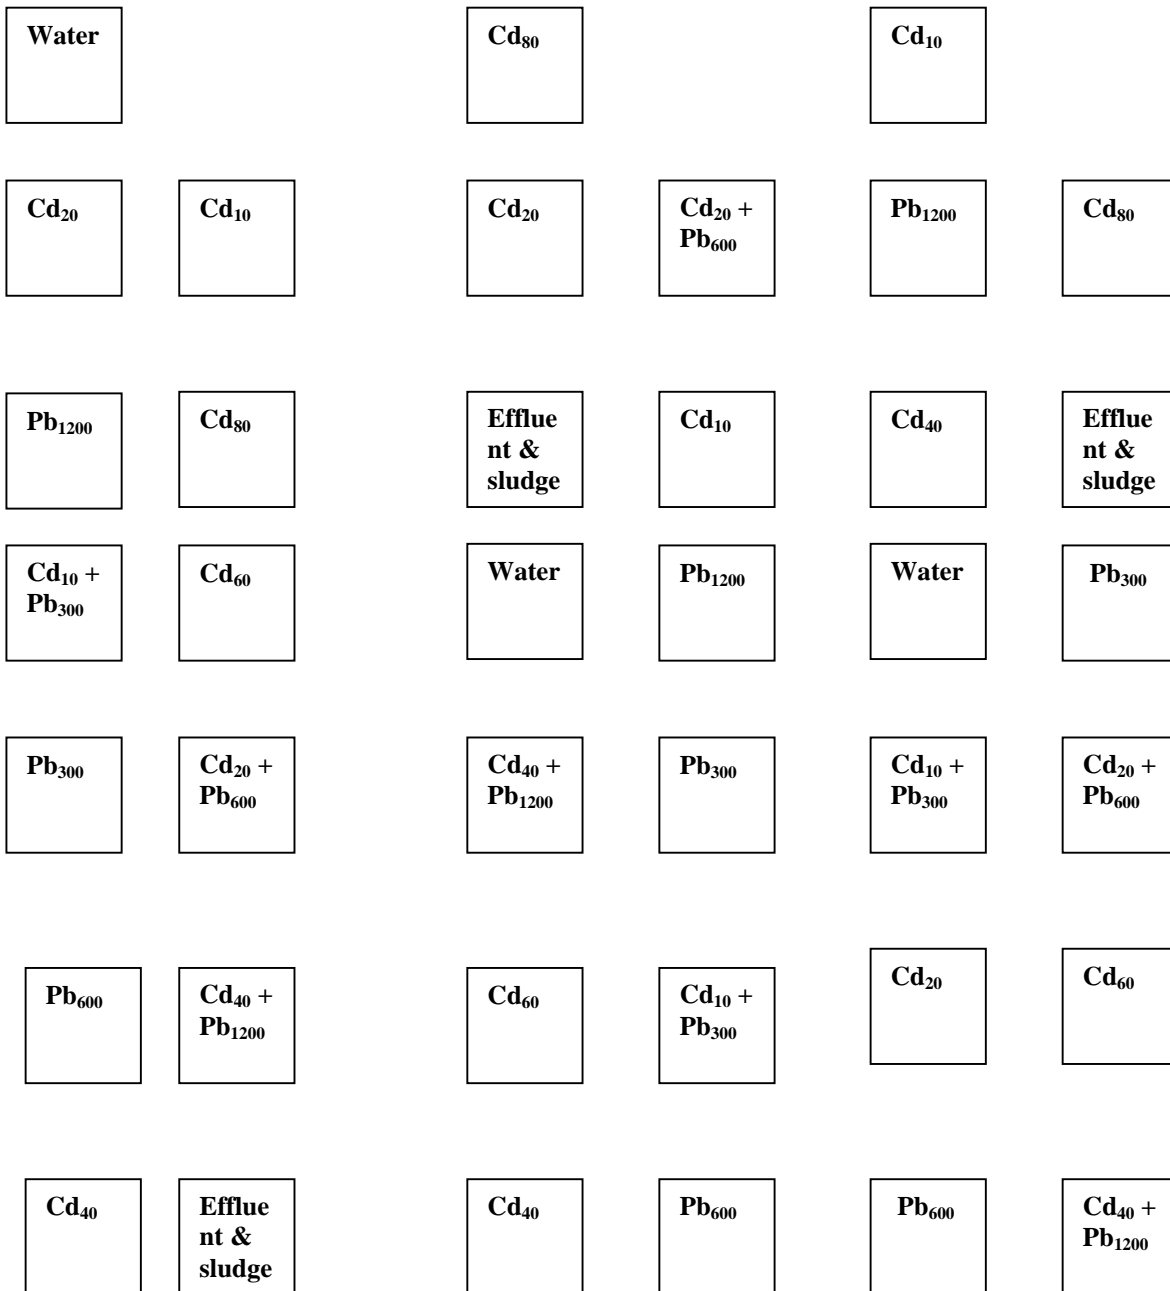 Water
Cd₈₀
Cd₁₀
Cd₂₀
Cd₁₀
Cd₂₀
Cd₂₀ +
Pb₆₀₀
Pb₁₂₀₀
Cd₈₀
Pb₁₂₀₀
Cd₈₀
Efflue
nt &
sludge
Cd₁₀
Cd₄₀
Efflue
nt &
sludge
Cd₁₀ +
Pb₃₀₀
Cd₆₀
Water
Pb₁₂₀₀
Water
Pb₃₀₀
Pb₃₀₀
Cd₂₀ +
Pb₆₀₀
Cd₄₀ +
Pb₁₂₀₀
Pb₃₀₀
Cd₁₀ +
Pb₃₀₀
Cd₂₀ +
Pb₆₀₀
Pb₆₀₀
Cd₄₀ +
Pb₁₂₀₀
Cd₆₀
Cd₁₀ +
Pb₃₀₀
Cd₂₀
Cd₆₀
Cd₄₀
Efflue
nt &
sludge
Cd₄₀
Pb₆₀₀
Pb₆₀₀
Cd₄₀ +
Pb₁₂₀₀